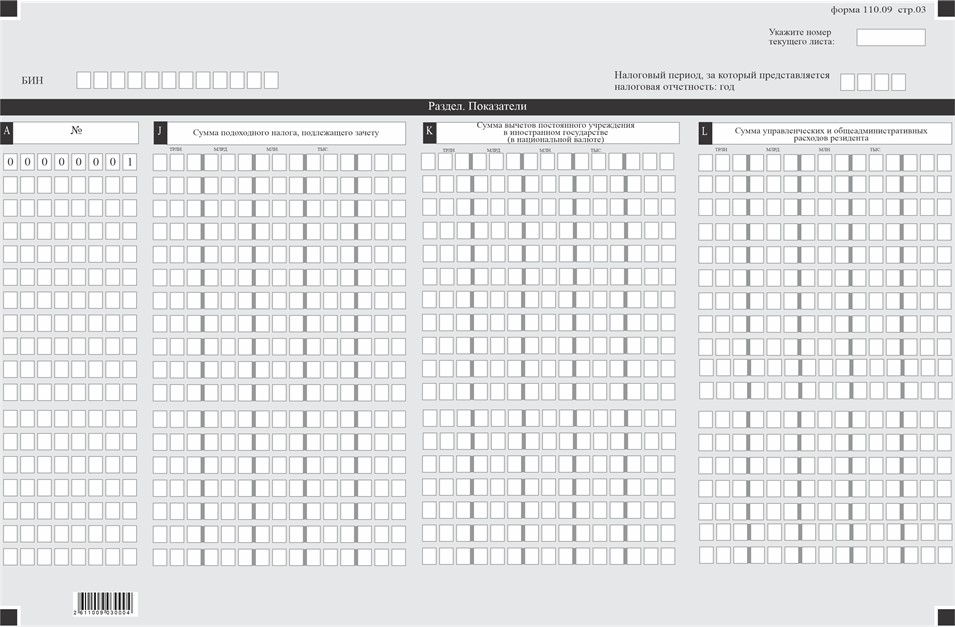 форма 110.09 стр.03
Укажите номер
текущего листа:
БИН
Налоговый период, за который представляется
налоговая отчетность: год
Раздел. Показатели
A
№
J
Сумма подоходного налога, подлежащего зачету
K
Сумма вычетов постоянного учреждения
в иностранном государстве
(в национальной валюте)
L
Сумма управленческих и общеадминистративных
расходов резидента
ТРЛН МЛРД МЛН ТЫС
ТРЛН МЛРД МЛН ТЫС
ТРЛН МЛРД МЛН ТЫС
0 0 0 0 0 0 0 1
2611009030004